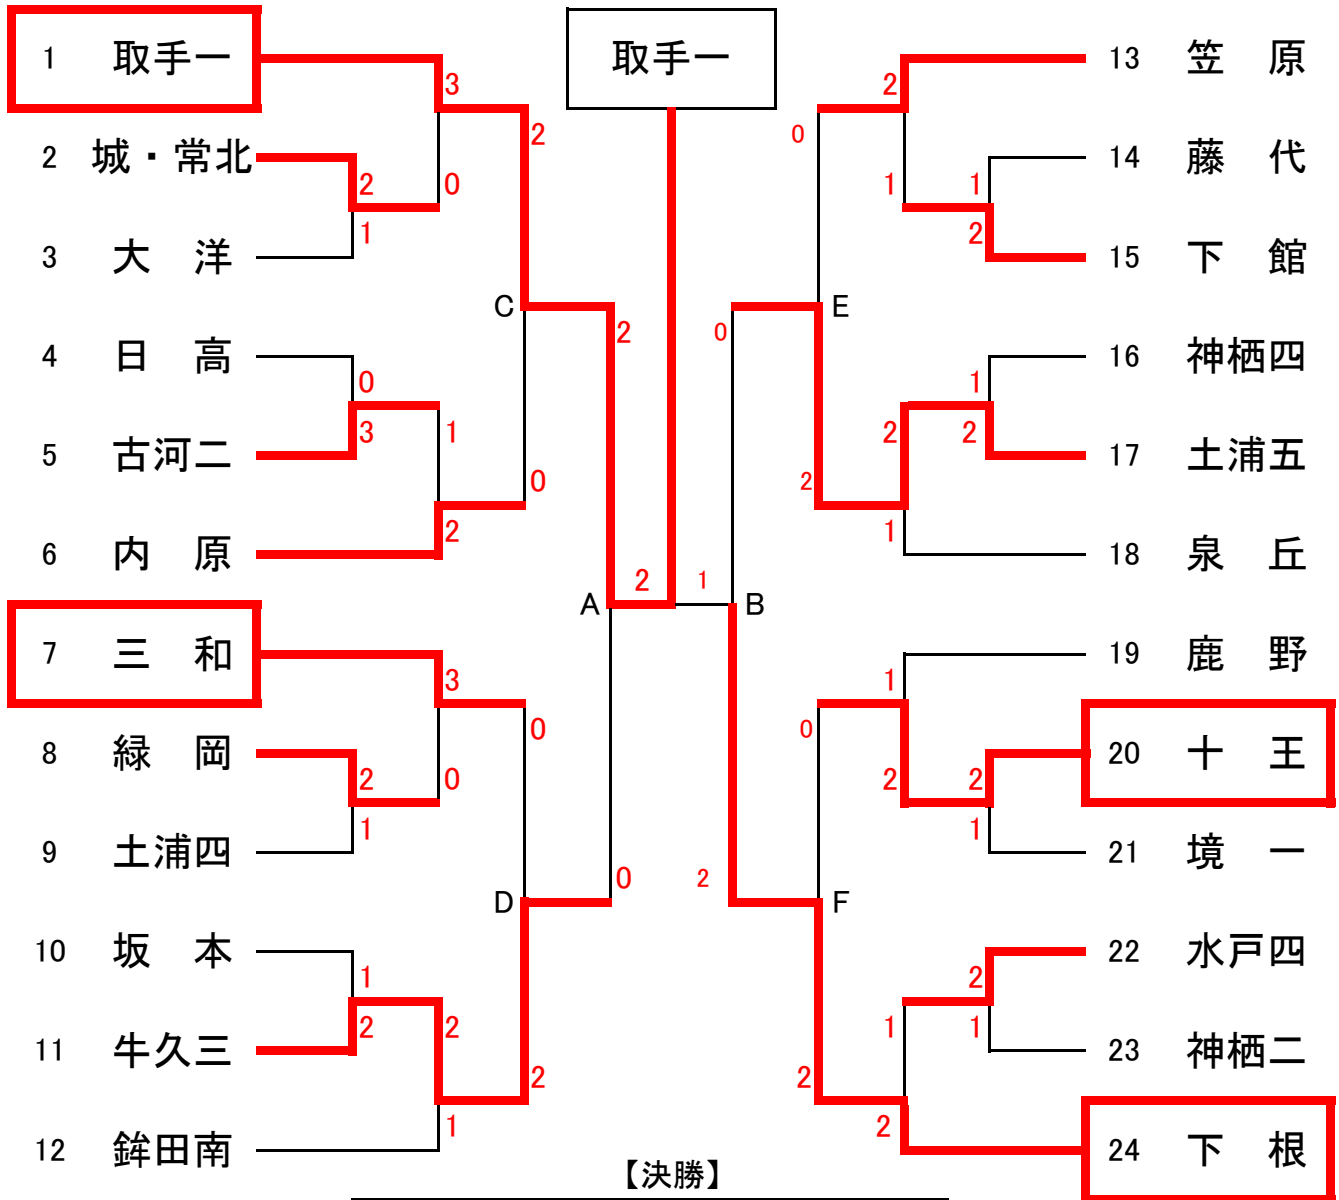 取手一
1 取手一
3
2
2 城・常北
2
0
1
3 大 洋
C
2
4 日 高
0
1
5 古河二
3
0
6 内 原
2
A
2
7 三 和
3
0
8 緑 岡
2
0
9 土浦四
1
0
D
10 坂 本
1
11 牛久三
2
2
2
12 鉾田南
1
13 笠 原
2
0
14 藤 代
1
1
15 下 館
2
E
0
16 神栖四
1
17 土浦五
2
2
2
18 泉 丘
1
1
B
19 鹿 野
1
0
20 十 王
2
2
21 境 一
1
2
F
22 水戸四
2
1
23 神栖二
1
2
24 下 根
2
【決勝】